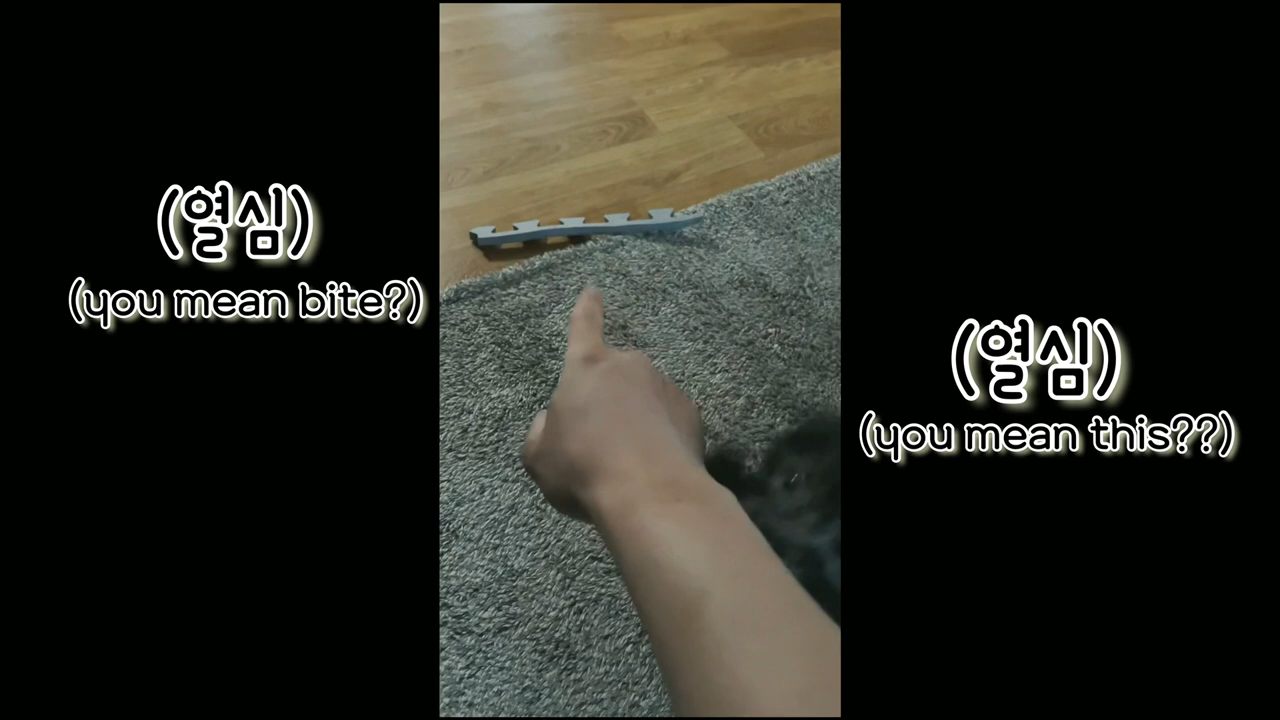 (열심)
(you mean bite?)
(열심)
(you mean this??)